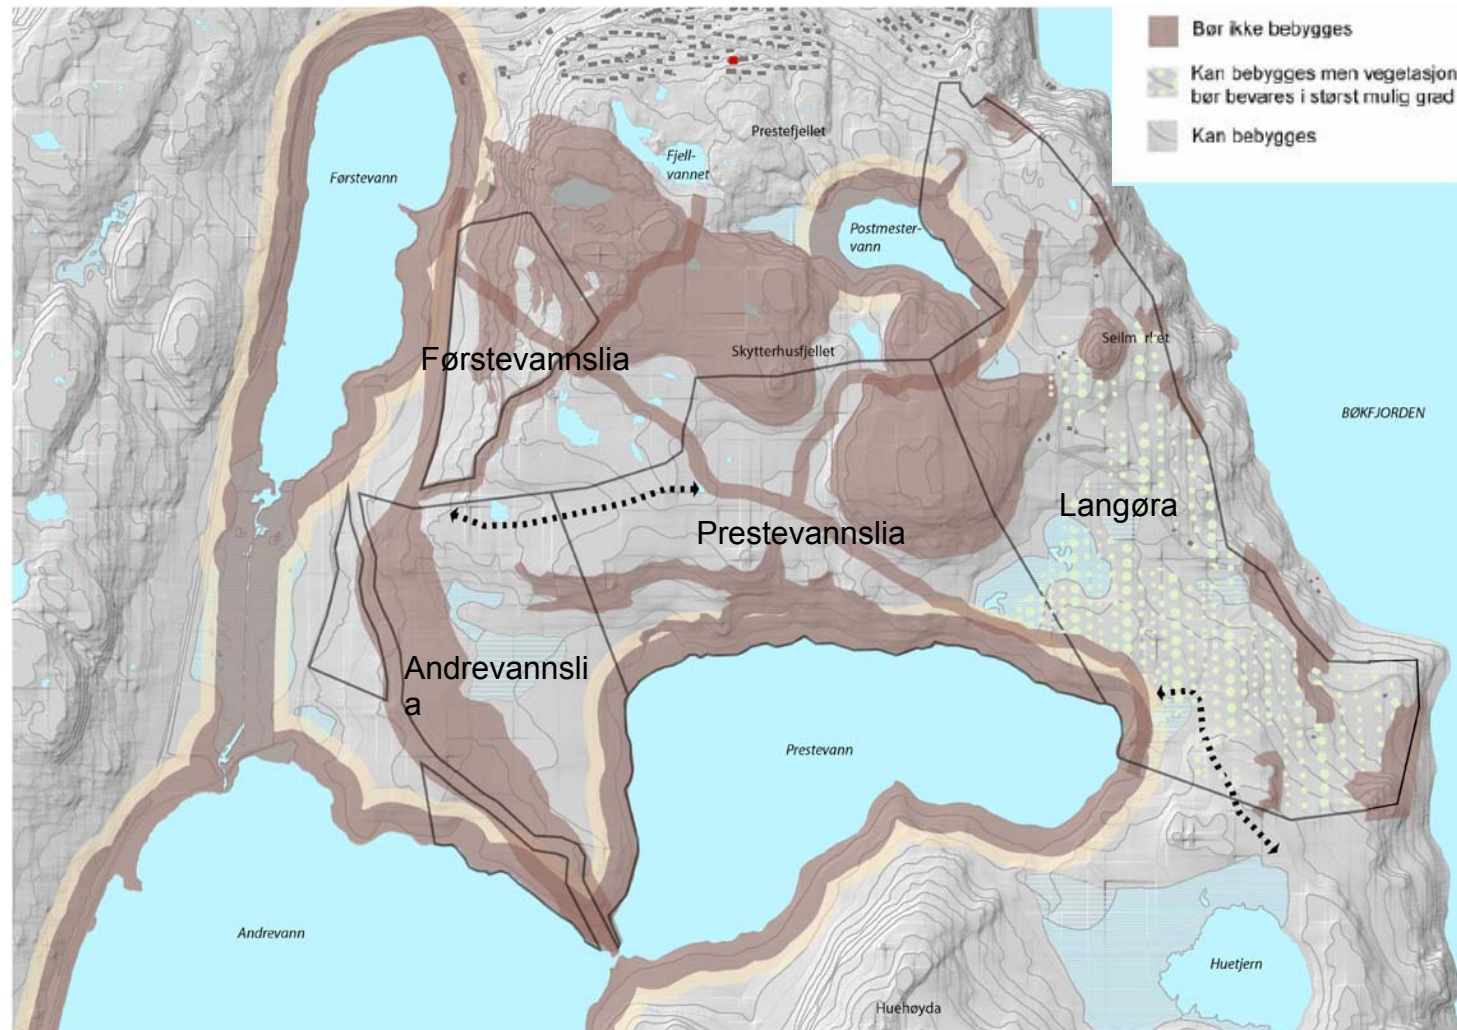 Bør ikke bebygges
Kan bebygges men vegetasjon
bør bevares i størst mulig grad
Kan bebygges
Prestefjellet
Fjell-
vannet
Førstevann
Postmester-
vann
Seilmerket
Skytterhusfjellet
Førstevannslia
BØKFJORDEN
Langøra
Prestevannslia
Andrevannsli
a
Prestevann
Andrevann
Huetjern
Huehøyda